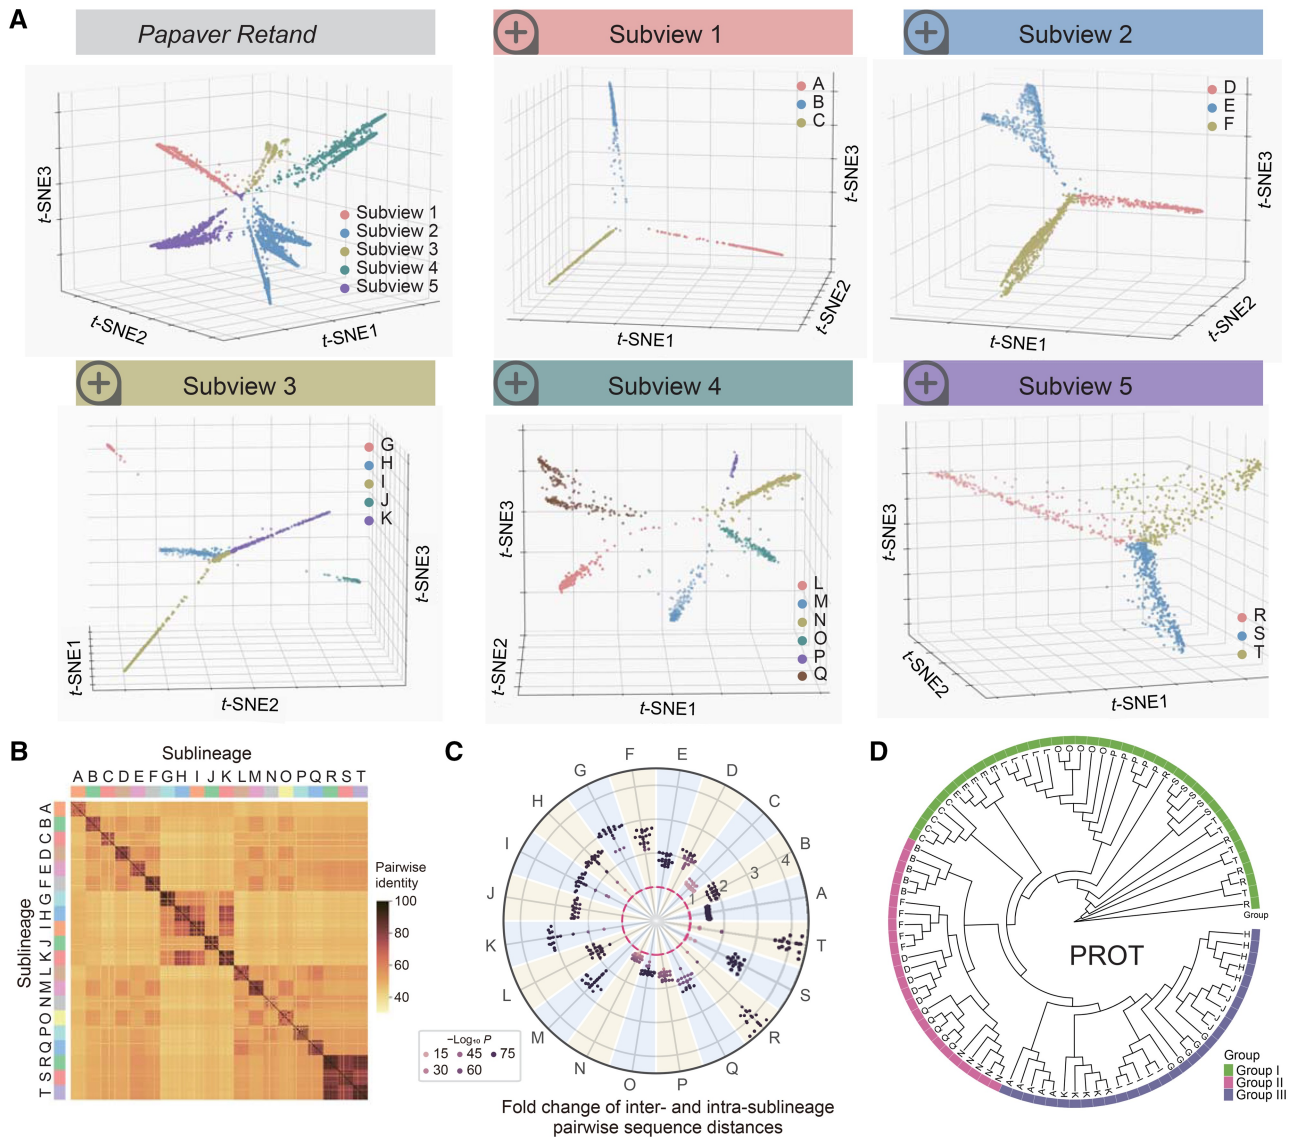 A
Papaver Retand
Subview 1
Subview 2
t-SNE3
t-SNE2
t-SNE1
Subview 1
Subview 2
Subview 3
Subview 4
Subview 5
A
B
C
t-SNE3
t-SNE2
t-SNE1
D
E
F
t-SNE3
t-SNE2
t-SNE1
Subview 3
Subview 4
Subview 5
G
H
I
J
K
t-SNE3
t-SNE1
t-SNE2
t-SNE3
t-SNE2
t-SNE1
L
M
N
O
P
Q
t-SNE3
t-SNE2
t-SNE1
R
S
T
B
Sublineage
A B C D E F G H I J K L M N O P Q R S T
Sublineage
A B C D E F G H I J K L M N O P Q R S T
Pairwise
identity
100
80
60
40
C
A
B
C
D
E
F
G
H
I
J
K
L
M
N
O
P
Q
R
S
T
1
2
3
4
−Log₁₀ P
15 45 75
30 60
Fold change of inter- and intra-sublineage
pairwise sequence distances
D
PROT
Group
Group
Group I
Group II
Group III